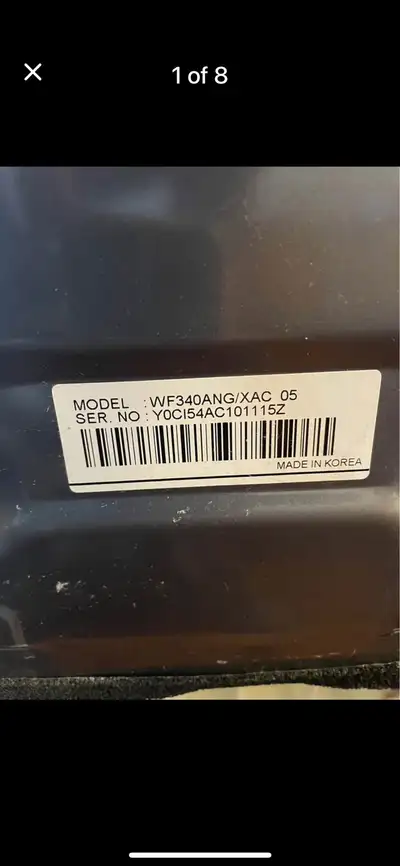 1 of 8
MODEL : WF340ANG/XAC 05
SER. NO : Y0CI54AC101115Z
MADE IN KOREA